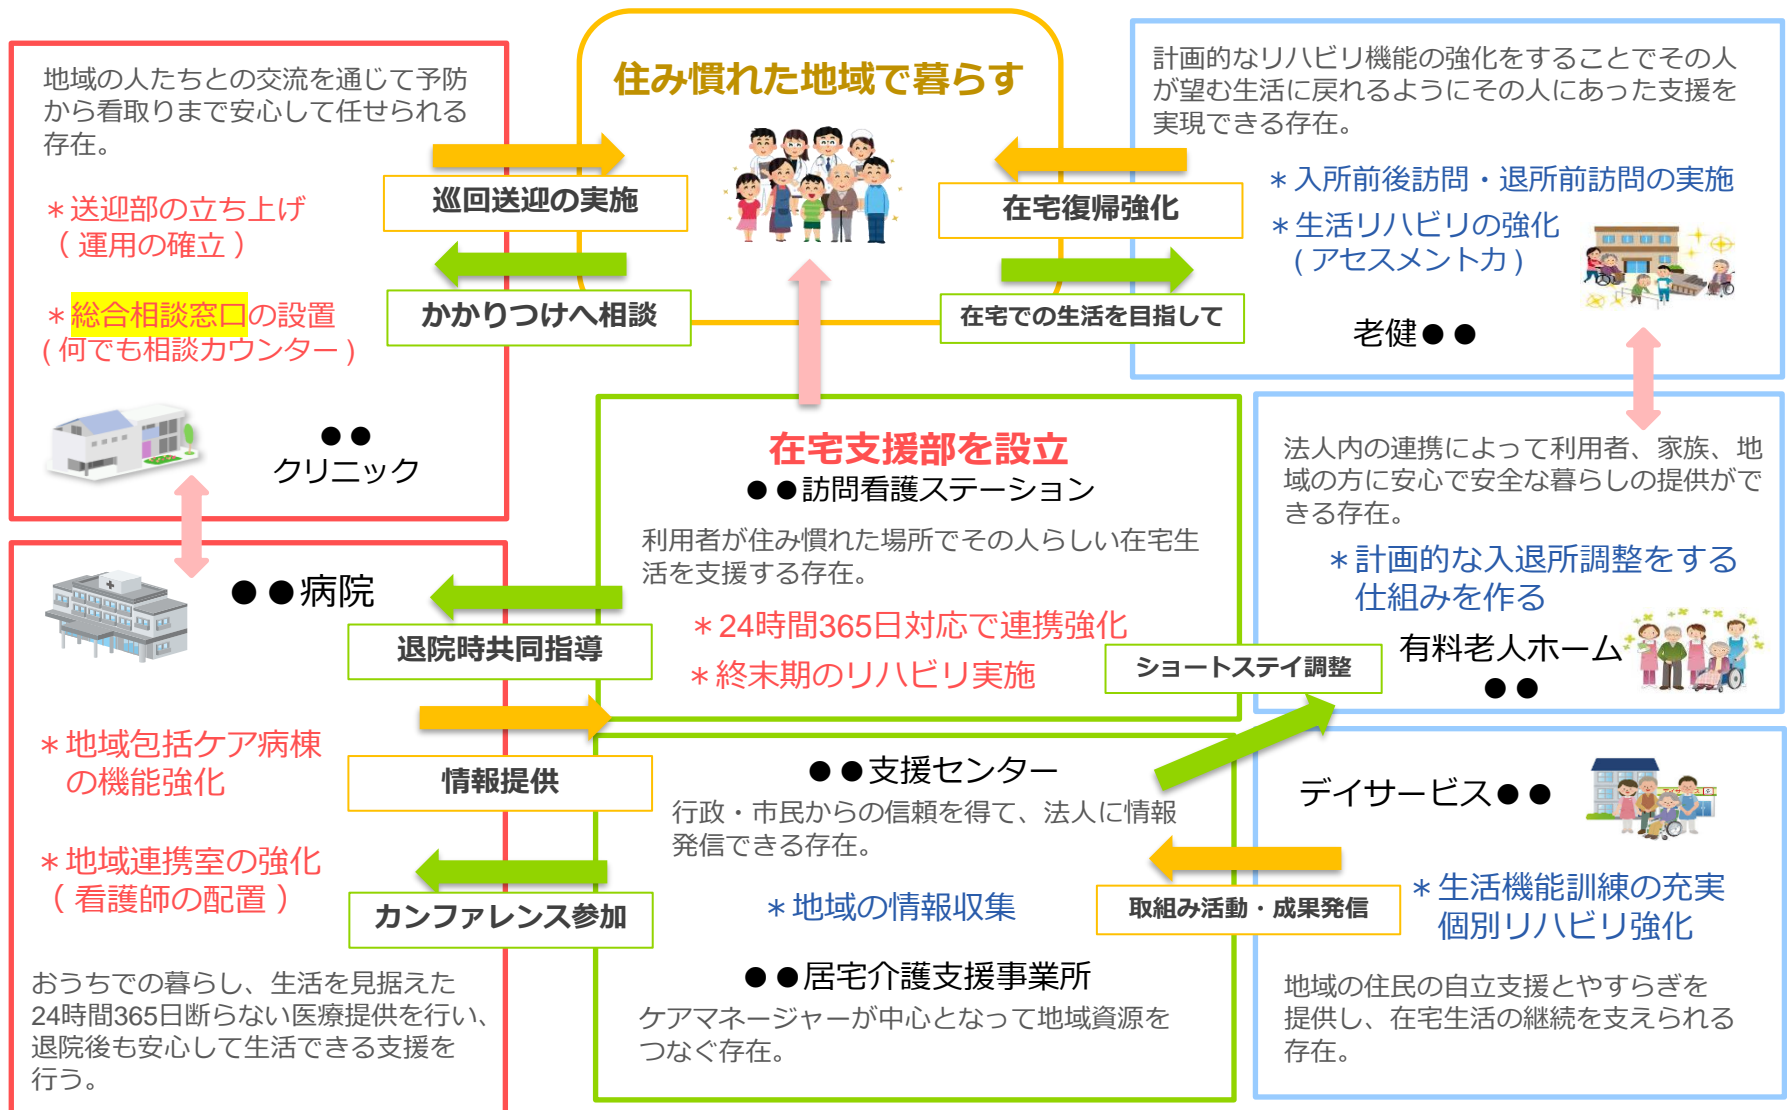 住み慣れた地域で暮らす
地域の人たちとの交流を通じて予防
から看取りまで安心して任せられる
存在。
＊送迎部の立ち上げ
（ 運用の確立 ）
＊総合相談窓口の設置
( 何でも相談カウンター )
●●
クリニック
巡回送迎の実施
かかりつけへ相談
在宅復帰強化
在宅での生活を目指して
計画的なリハビリ機能の強化をすることでその人
が望む生活に戻れるようにその人にあった支援を
実現できる存在。
＊入所前後訪問・退所前訪問の実施
＊生活リハビリの強化
( アセスメント力 )
老健●●
在宅支援部を設立
●●訪問看護ステーション
利用者が住み慣れた場所でその人らしい在宅生
活を支援する存在。
＊24時間365日対応で連携強化
＊終末期のリハビリ実施
法人内の連携によって利用者、家族、地
域の方に安心で安全な暮らしの提供がで
きる存在。
＊計画的な入退所調整をする
仕組みを作る
有料老人ホーム
●●
ショートステイ調整
●●病院
退院時共同指導
＊地域包括ケア病棟
の機能強化
情報提供
＊地域連携室の強化
（ 看護師の配置 ）
カンファレンス参加
おうちでの暮らし、生活を見据えた
24時間365日断らない医療提供を行い、
退院後も安心して生活できる支援を
行う。
●●支援センター
行政・市民からの信頼を得て、法人に情報
発信できる存在。
＊地域の情報収集
●●居宅介護支援事業所
ケアマネージャーが中心となって地域資源を
つなぐ存在。
取組み活動・成果発信
デイサービス●●
＊生活機能訓練の充実
個別リハビリ強化
地域の住民の自立支援とやすらぎを
提供し、在宅生活の継続を支えられる
存在。